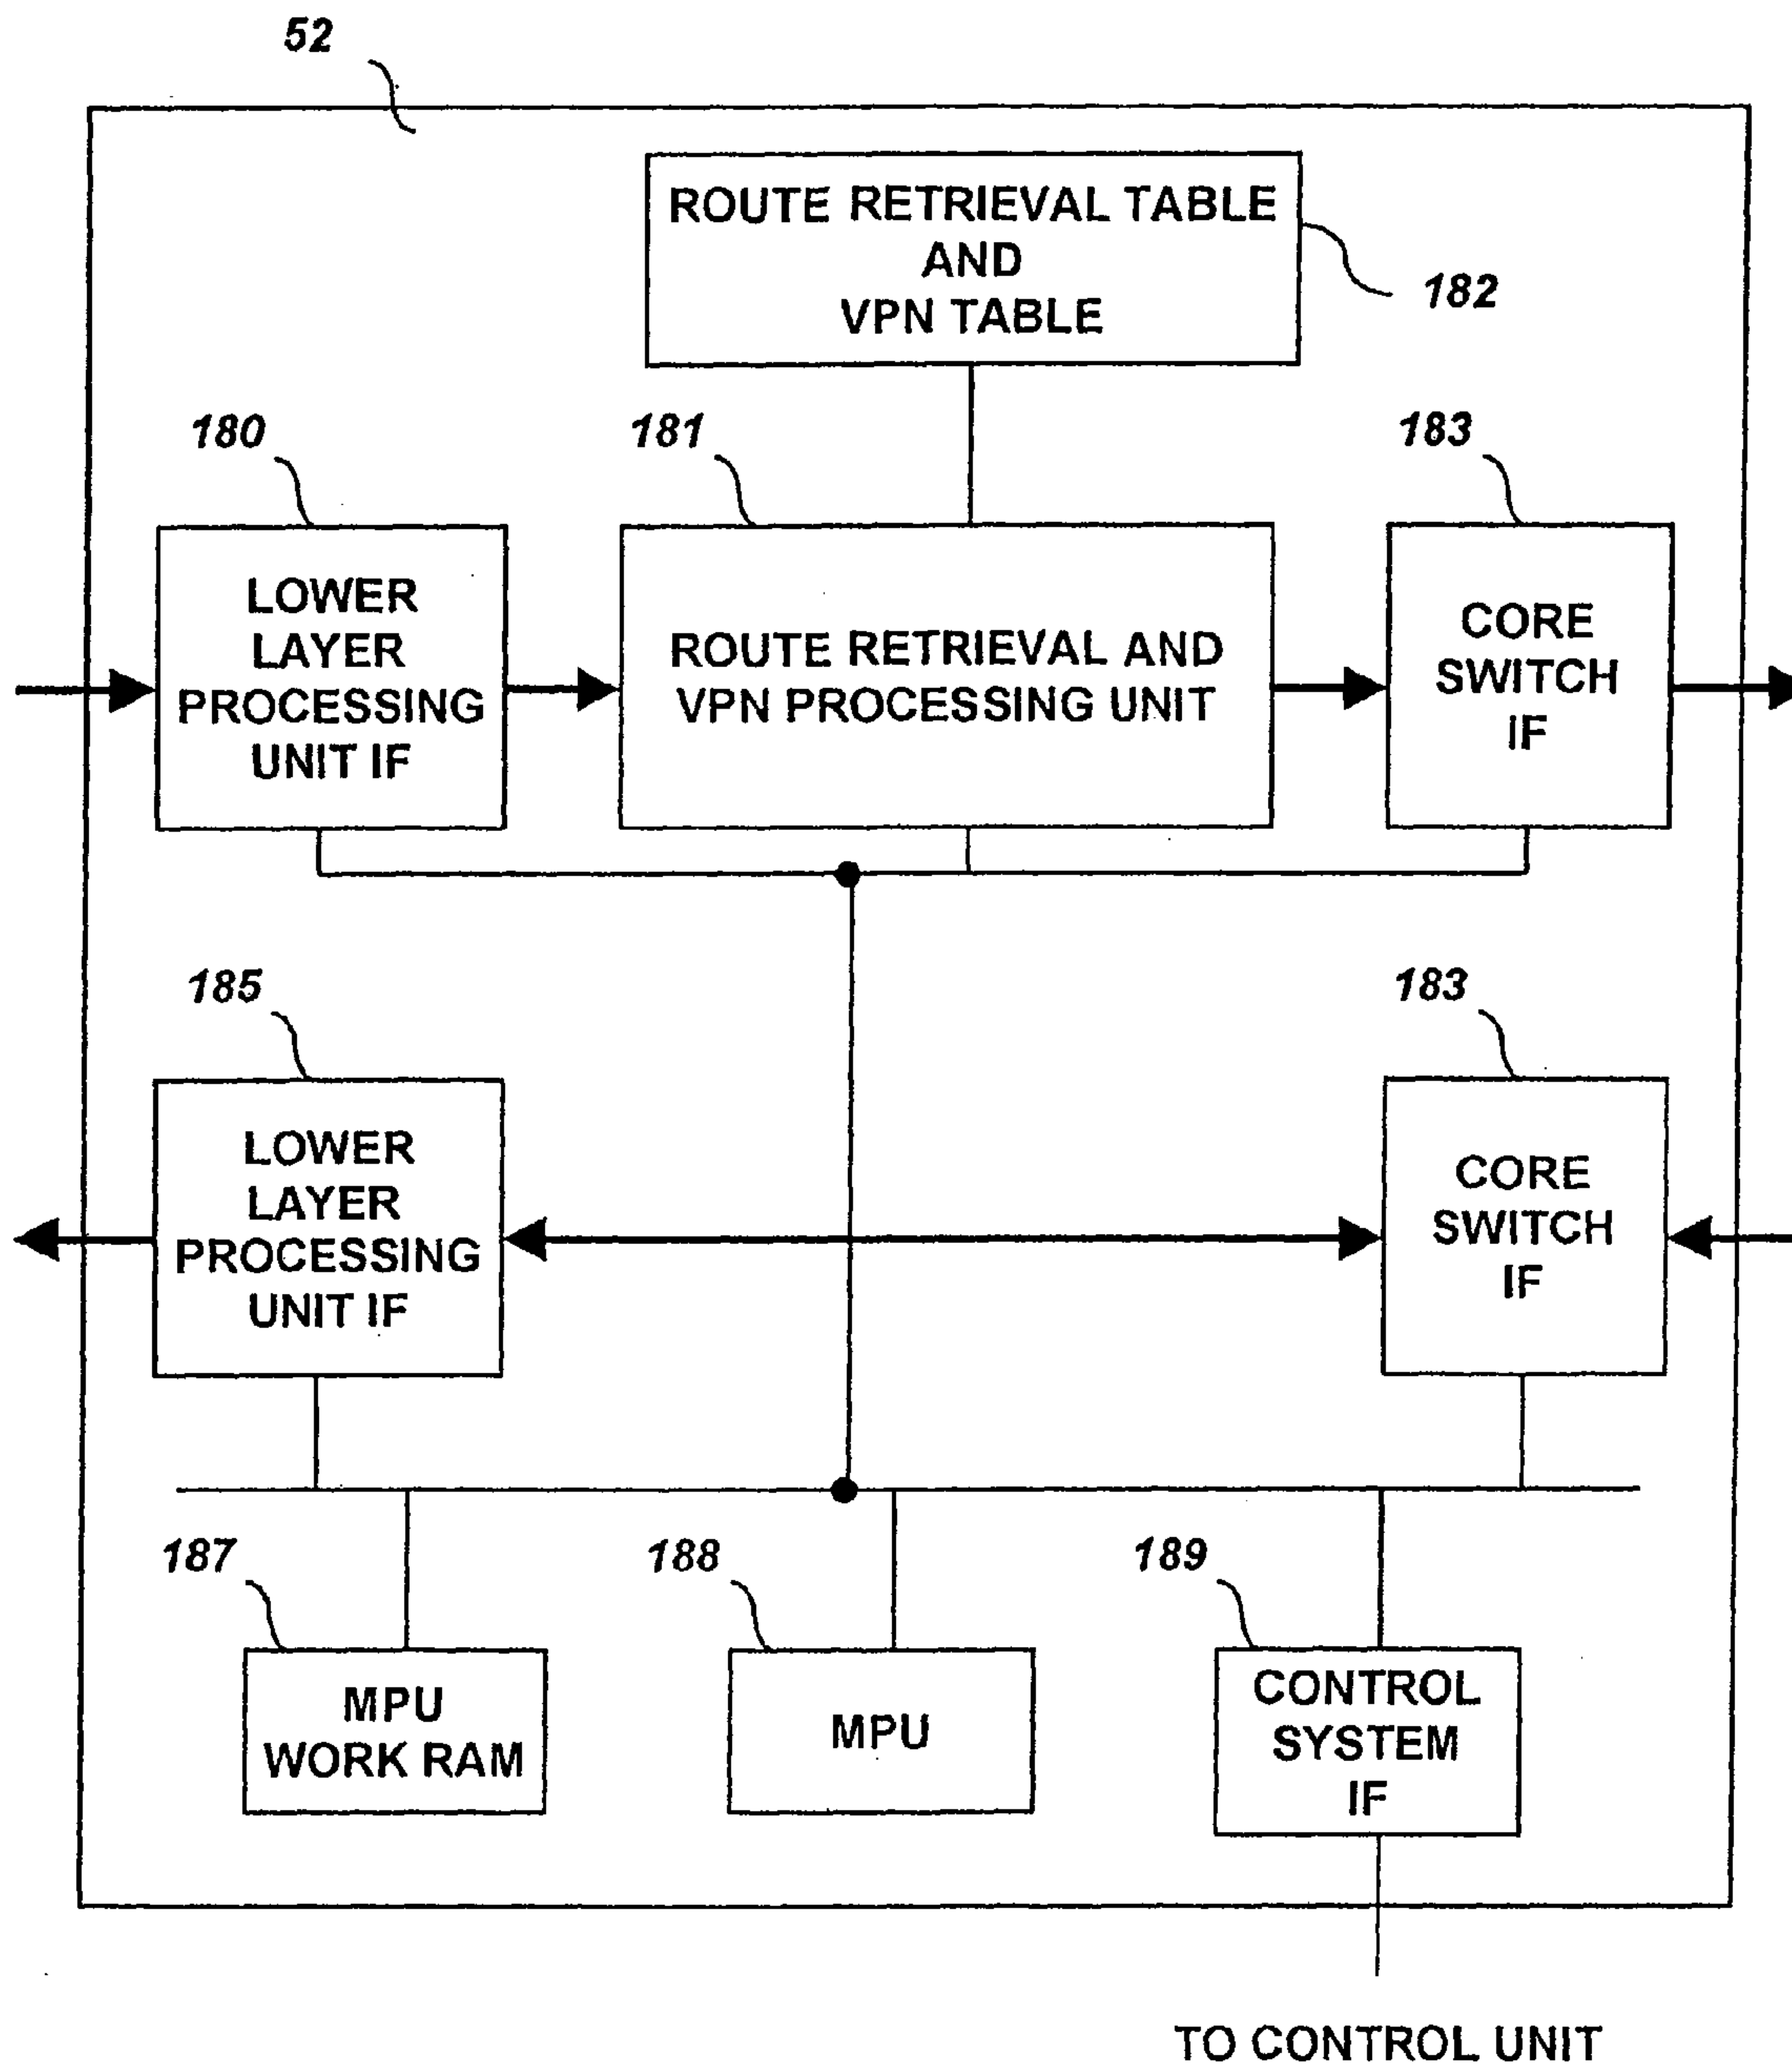 52
ROUTE RETRIEVAL TABLE
AND
VPN TABLE
182
180
181
183
LOWER
LAYER
PROCESSING
UNIT IF
ROUTE RETRIEVAL AND
VPN PROCESSING UNIT
CORE
SWITCH
IF
185
183
LOWER
LAYER
PROCESSING
UNIT IF
CORE
SWITCH
IF
187
188
189
MPU
WORK RAM
MPU
CONTROL
SYSTEM
IF
TO CONTROL UNIT